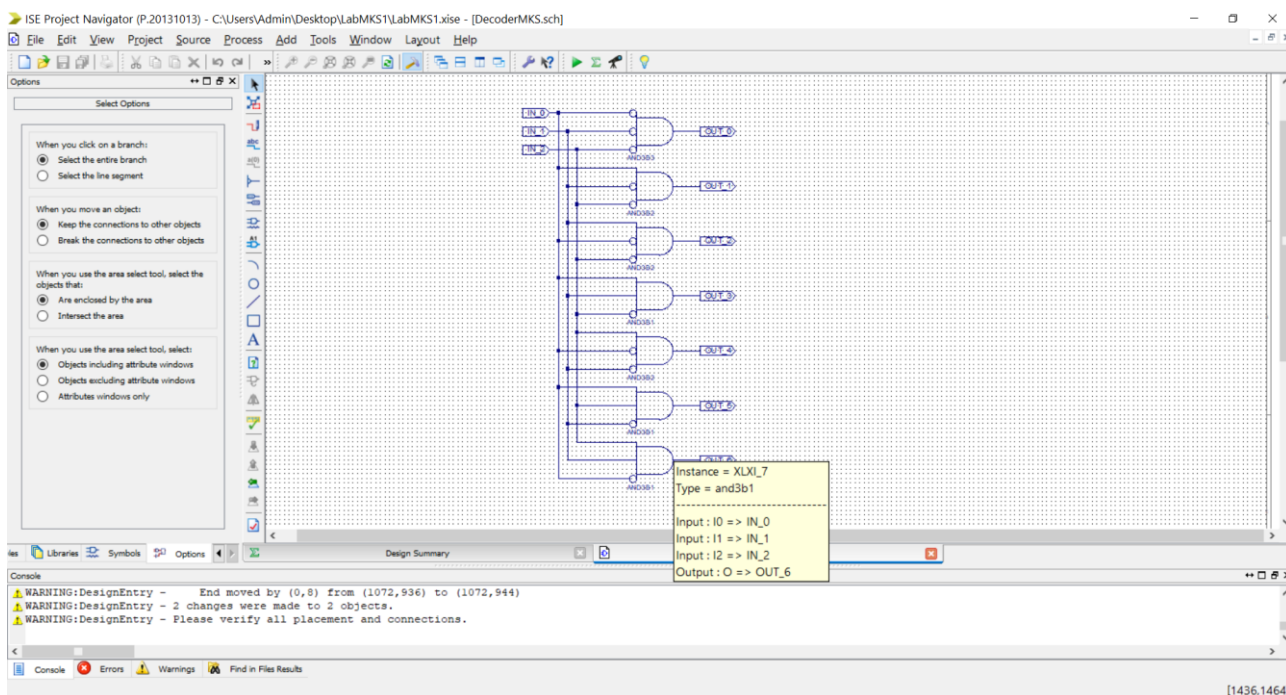 ISE Project Navigator (P.20131013) - C:\Users\Admin\Desktop\LabMKS1\LabMKS1.xise - [DecoderMKS.sch]
File Edit View Project Source Process Add Tools Window Layout Help
Options
Select Options
When you click on a branch:
Select the entire branch
Select the line segment
When you move an object:
Keep the connections to other objects
Break the connections to other objects
When you use the area select tool, select the
objects that:
Are enclosed by the area
Intersect the area
When you use the area select tool, select:
Objects including attribute windows
Objects excluding attribute windows
Attributes windows only
IN_0
IN_1
IN_2
OUT_0
AND3B3
OUT_1
AND3B2
OUT_2
AND3B2
OUT_3
AND3B1
OUT_4
AND3B2
OUT_5
AND3B1
OUT_6
AND3B1
Instance = XLXI_7
Type = and3b1
Input : I0 => IN_0
Input : I1 => IN_1
Input : I2 => IN_2
Output : O => OUT_6
Libraries Symbols Options
Design Summary
Console
WARNING:DesignEntry - End moved by (0,8) from (1072,936) to (1072,944)
WARNING:DesignEntry - 2 changes were made to 2 objects.
WARNING:DesignEntry - Please verify all placement and connections.
Console Errors Warnings Find in Files Results
[1436,1464